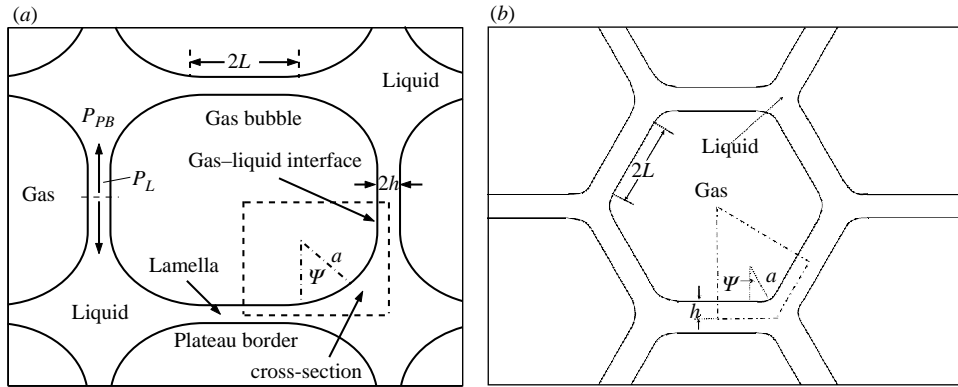 (a)
2L
Liquid
P_PB
Gas bubble
Gas–liquid interface
2h
Gas
P_L
a
Ψ
Lamella
Liquid
Plateau border
cross-section
(b)
Liquid
2L
Gas
Ψ
a
h